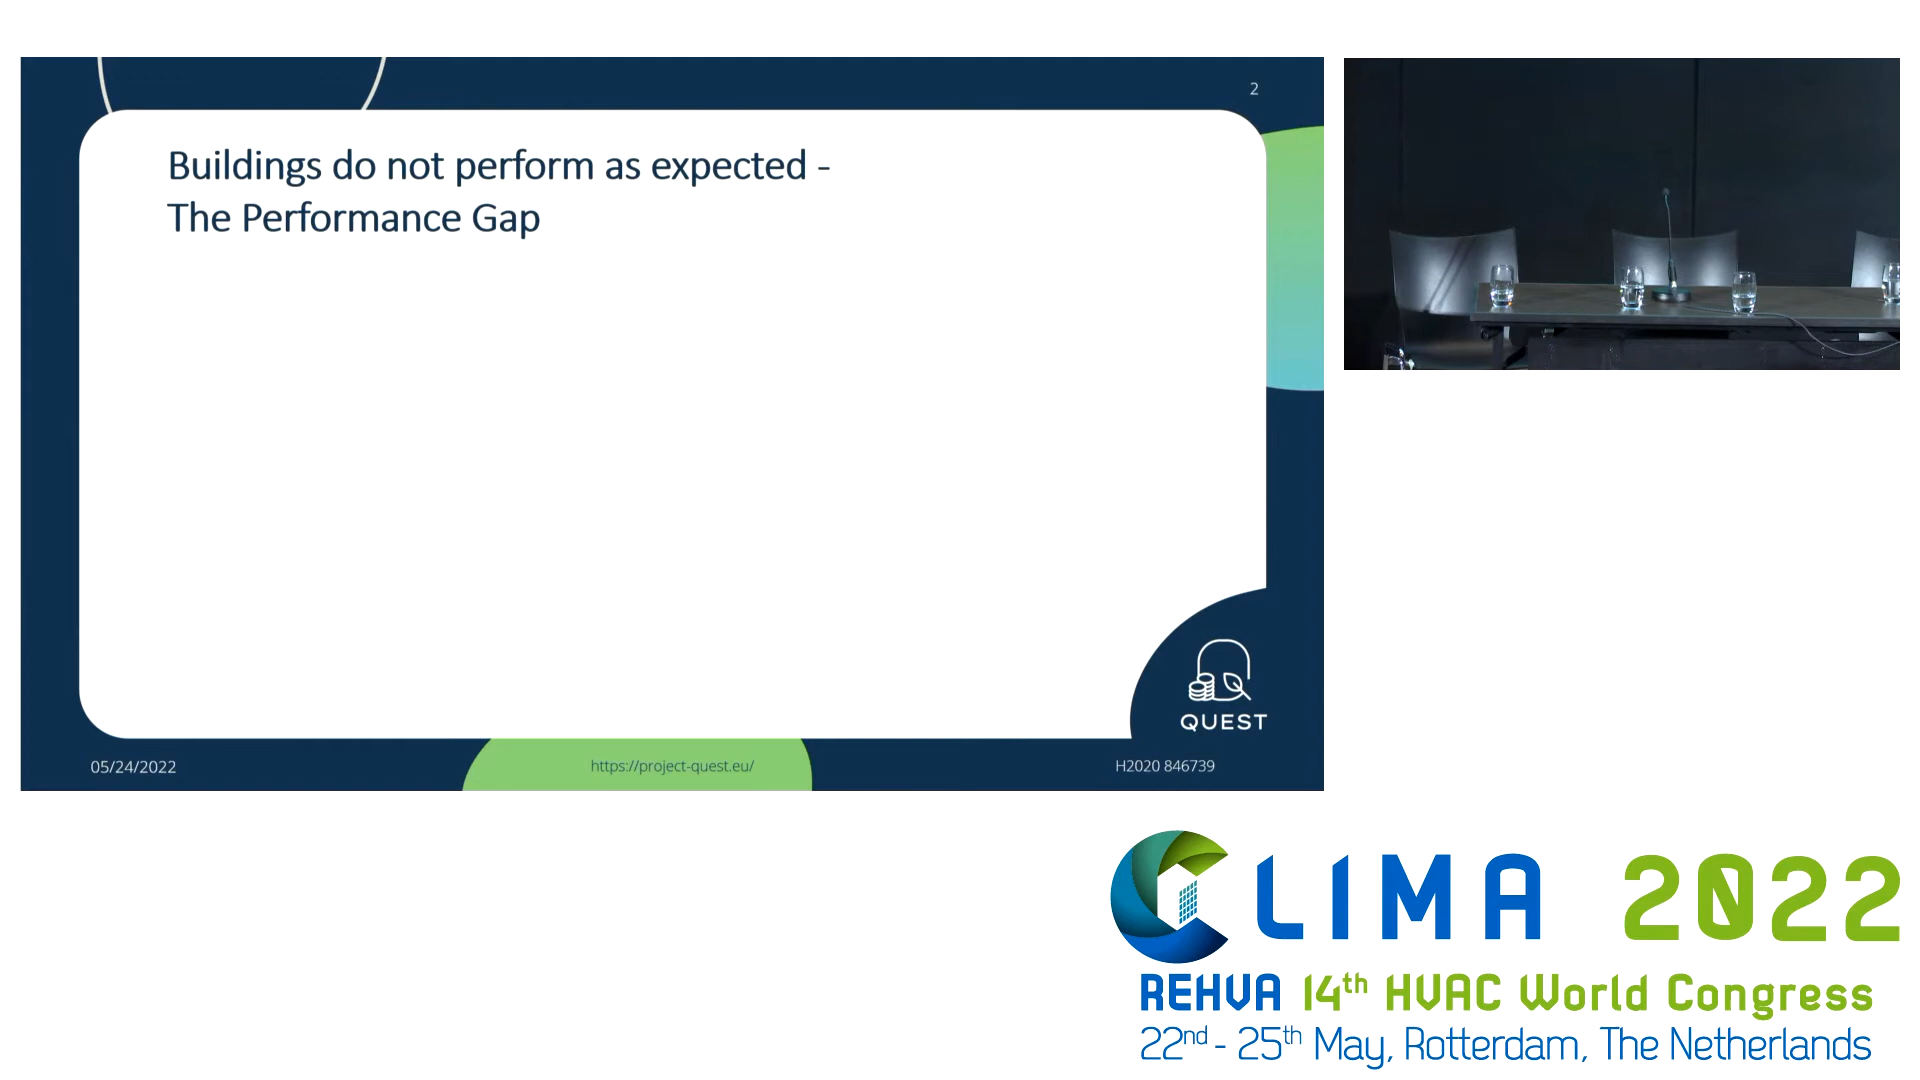 2
Buildings do not perform as expected -
The Performance Gap
QUEST
05/24/2022
https://project-quest.eu/
H2020 846739
CLIMA 2022
REHVA 14th HVAC World Congress
22nd - 25th May, Rotterdam, The Netherlands